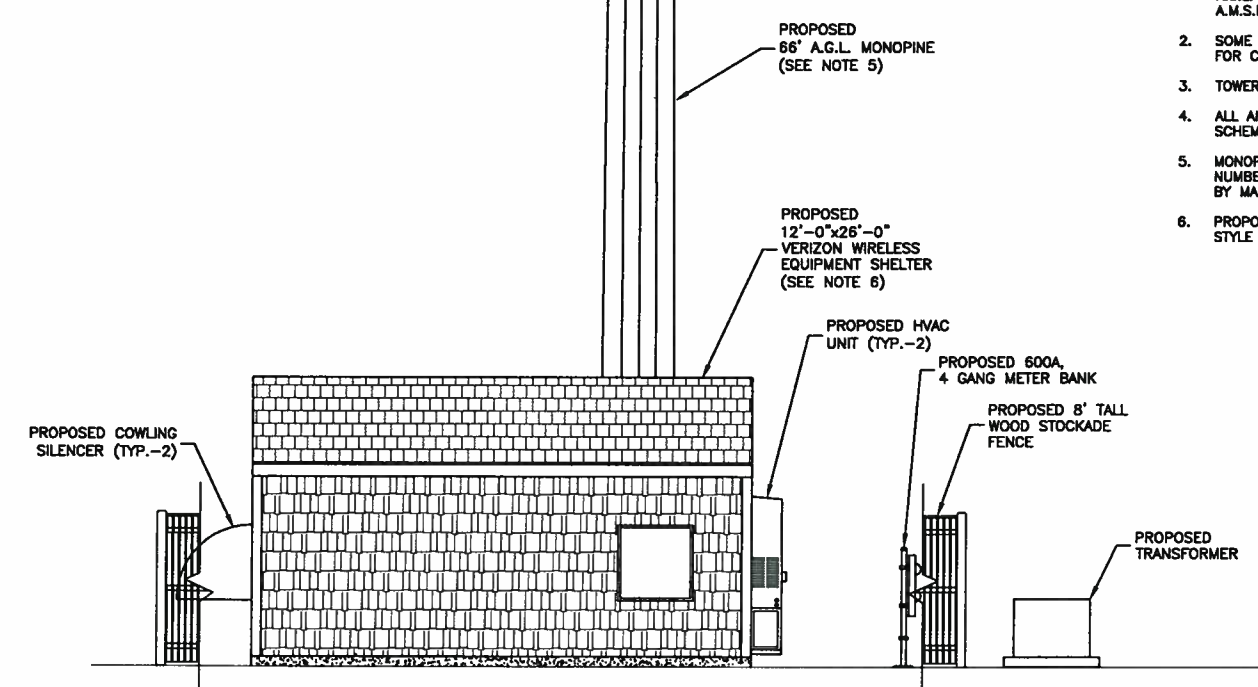 PROPOSED
66' A.G.L. MONOPINE
(SEE NOTE 5)
A.M.S.
2. SOME
FOR
3. TOWER
4. ALL
SCHEM
5. MONOP
NUMBE
BY MA
6. PROPO
STYLE
PROPOSED
12'-0"x26'-0"
VERIZON WIRELESS
EQUIPMENT SHELTER
(SEE NOTE 6)
PROPOSED HVAC
UNIT (TYP.-2)
PROPOSED 600A,
4 GANG METER BANK
PROPOSED 8' TALL
WOOD STOCKADE
FENCE
PROPOSED COWLING
SILENCER (TYP.-2)
PROPOSED
TRANSFORMER